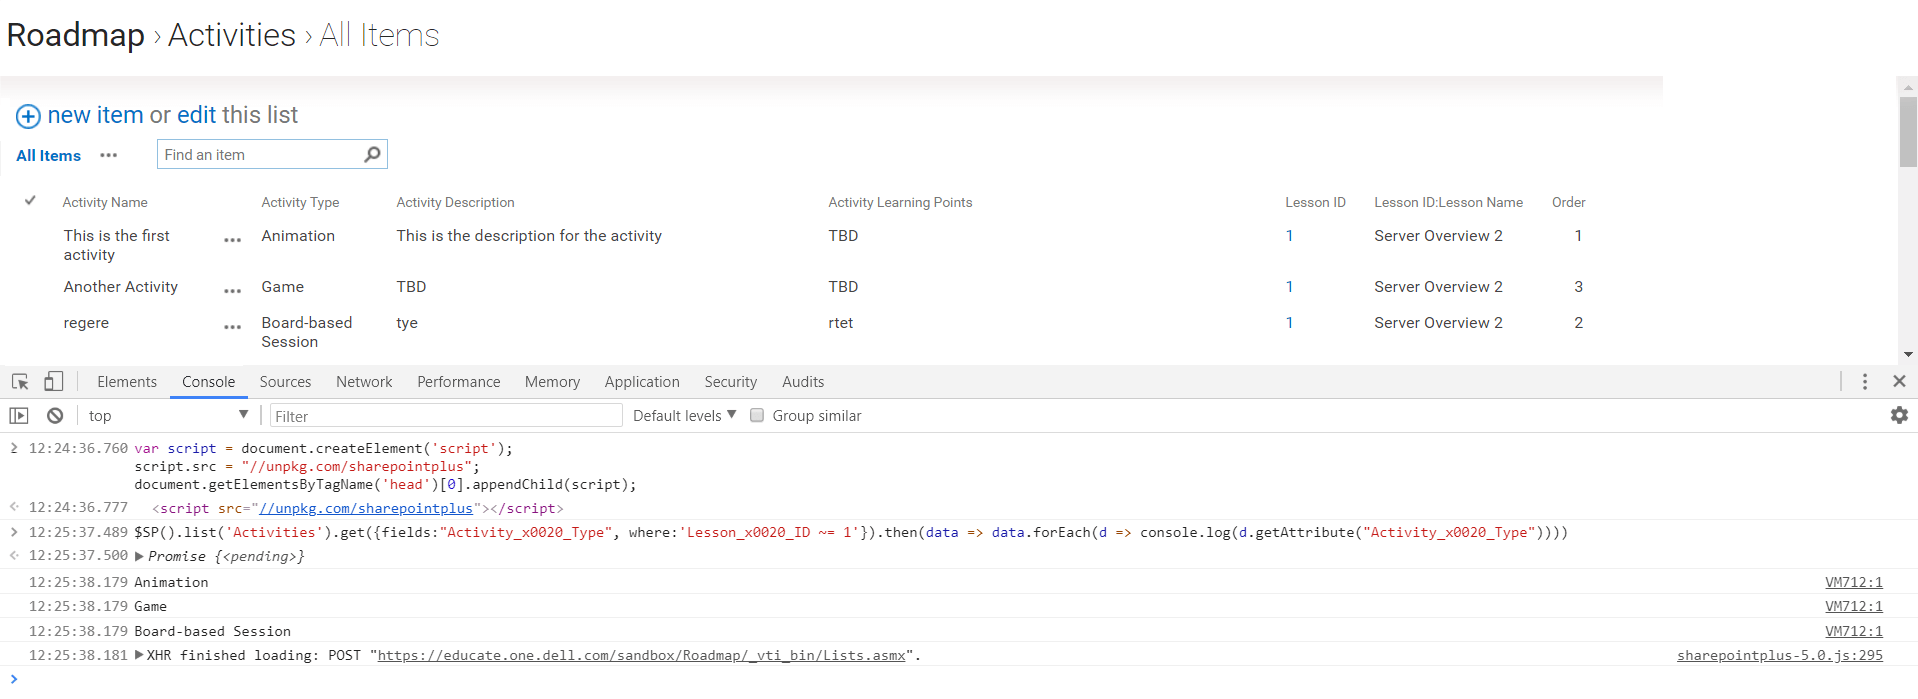 Roadmap › Activities › All Items
new item or edit this list
All Items ••• Find an item
Activity Name Activity Type Activity Description Activity Learning Points Lesson ID Lesson ID:Lesson Name Order
This is the first activity ••• Animation This is the description for the activity TBD 1 Server Overview 2 1
Another Activity ••• Game TBD TBD 1 Server Overview 2 3
regere ••• Board-based Session tye rtet 1 Server Overview 2 2
Elements Console Sources Network Performance Memory Application Security Audits
top Filter Default levels Group similar
12:24:36.760 var script = document.createElement('script');
script.src = "//unpkg.com/sharepointplus";
document.getElementsByTagName('head')[0].appendChild(script);
12:24:36.777 <script src="//unpkg.com/sharepointplus"></script>
12:25:37.489 $SP().list('Activities').get({fields:"Activity_x0020_Type", where:'Lesson_x0020_ID ~= 1'}).then(data => data.forEach(d => console.log(d.getAttribute("Activity_x0020_Type"))))
12:25:37.500 Promise {<pending>}
12:25:38.179 Animation VM712:1
12:25:38.179 Game VM712:1
12:25:38.179 Board-based Session VM712:1
12:25:38.181 XHR finished loading: POST "https://educate.one.dell.com/sandbox/Roadmap/_vti_bin/Lists.asmx". sharepointplus-5.0.js:295